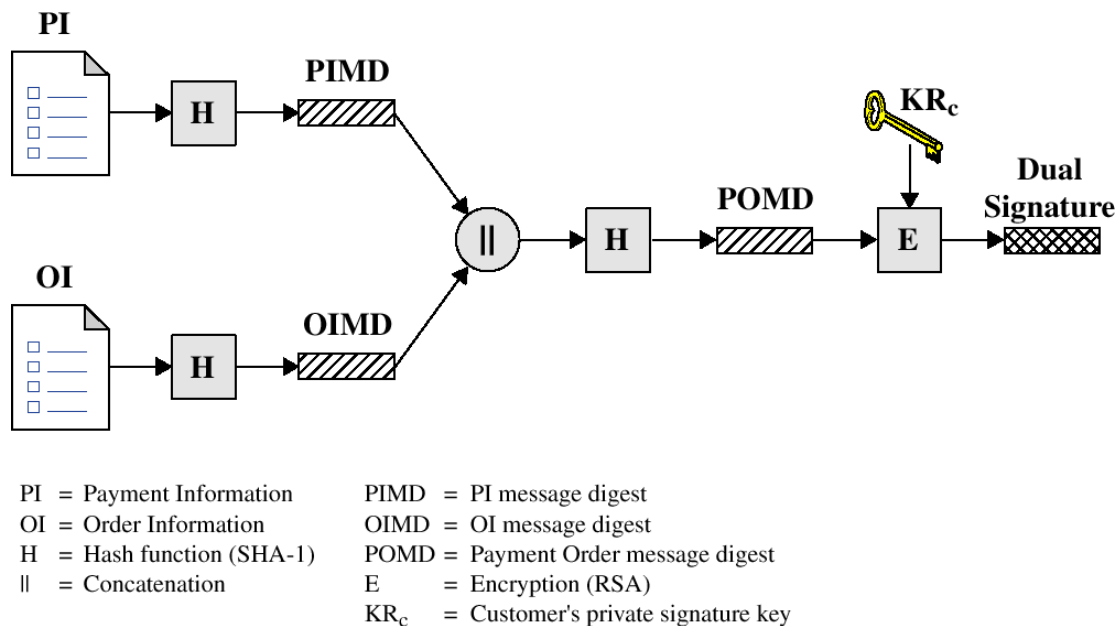 PI
PIMD
H
KRc
Dual
Signature
POMD
||
H
E
OI
OIMD
H
PI = Payment Information
OI = Order Information
H = Hash function (SHA-1)
|| = Concatenation
PIMD = PI message digest
OIMD = OI message digest
POMD = Payment Order message digest
E = Encryption (RSA)
KRc = Customer's private signature key